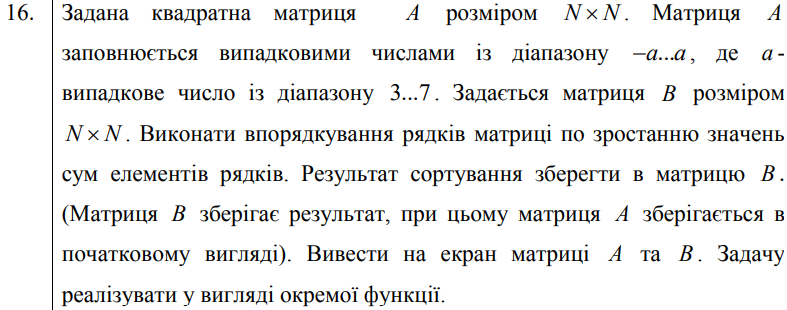 16. Задана квадратна матриця A розміром N×N. Матриця A
заповнюється випадковими числами із діапазону −a...a, де a -
випадкове число із діапазону 3...7. Задається матриця B розміром
N×N. Виконати впорядкування рядків матриці по зростанню значень
сум елементів рядків. Результат сортування зберегти в матрицю B.
(Матриця B зберігає результат, при цьому матриця A зберігається в
початковому вигляді). Вивести на екран матриці A та B. Задачу
реалізувати у вигляді окремої функції.